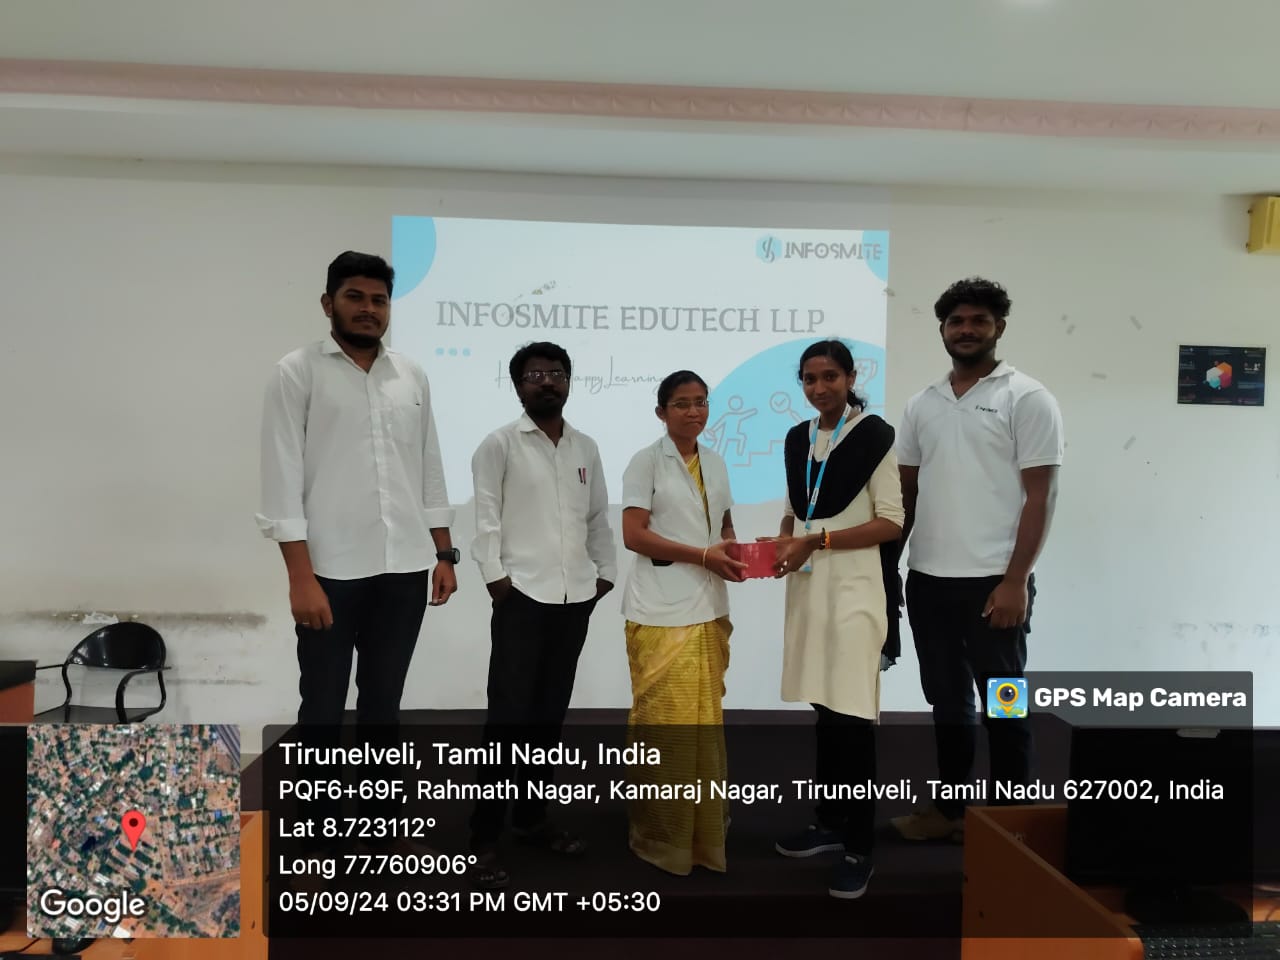 INFOSMITE
INFOSMITE EDUTECH LLP
appy Learning
GPS Map Camera
Tirunelveli, Tamil Nadu, India
PQF6+69F, Rahmath Nagar, Kamaraj Nagar, Tirunelveli, Tamil Nadu 627002, India
Lat 8.723112°
Long 77.760906°
05/09/24 03:31 PM GMT +05:30
Google